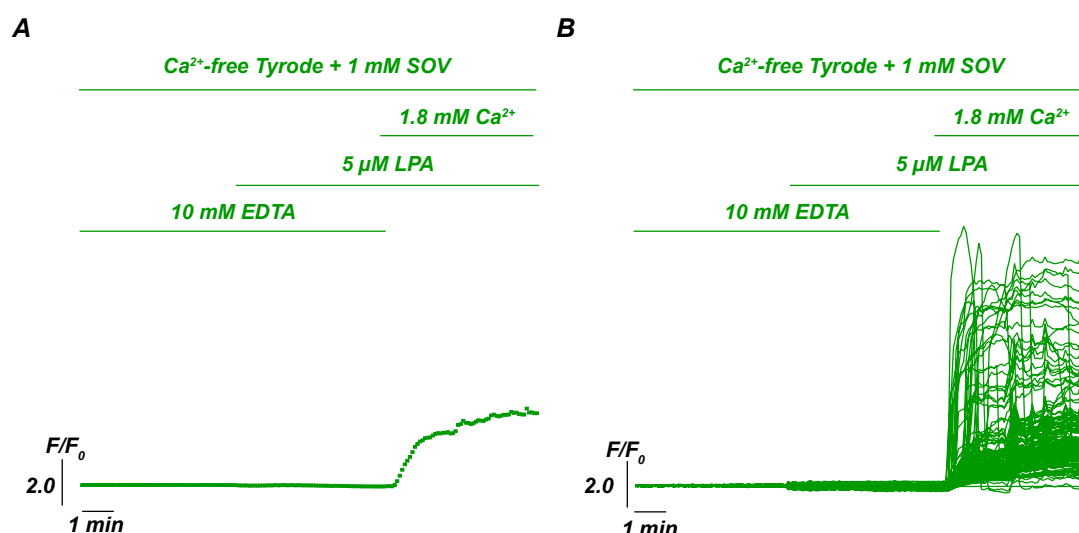 A
Ca²⁺-free Tyrode + 1 mM SOV
1.8 mM Ca²⁺
5 µM LPA
10 mM EDTA
F/F₀
2.0
1 min
B
Ca²⁺-free Tyrode + 1 mM SOV
1.8 mM Ca²⁺
5 µM LPA
10 mM EDTA
F/F₀
2.0
1 min